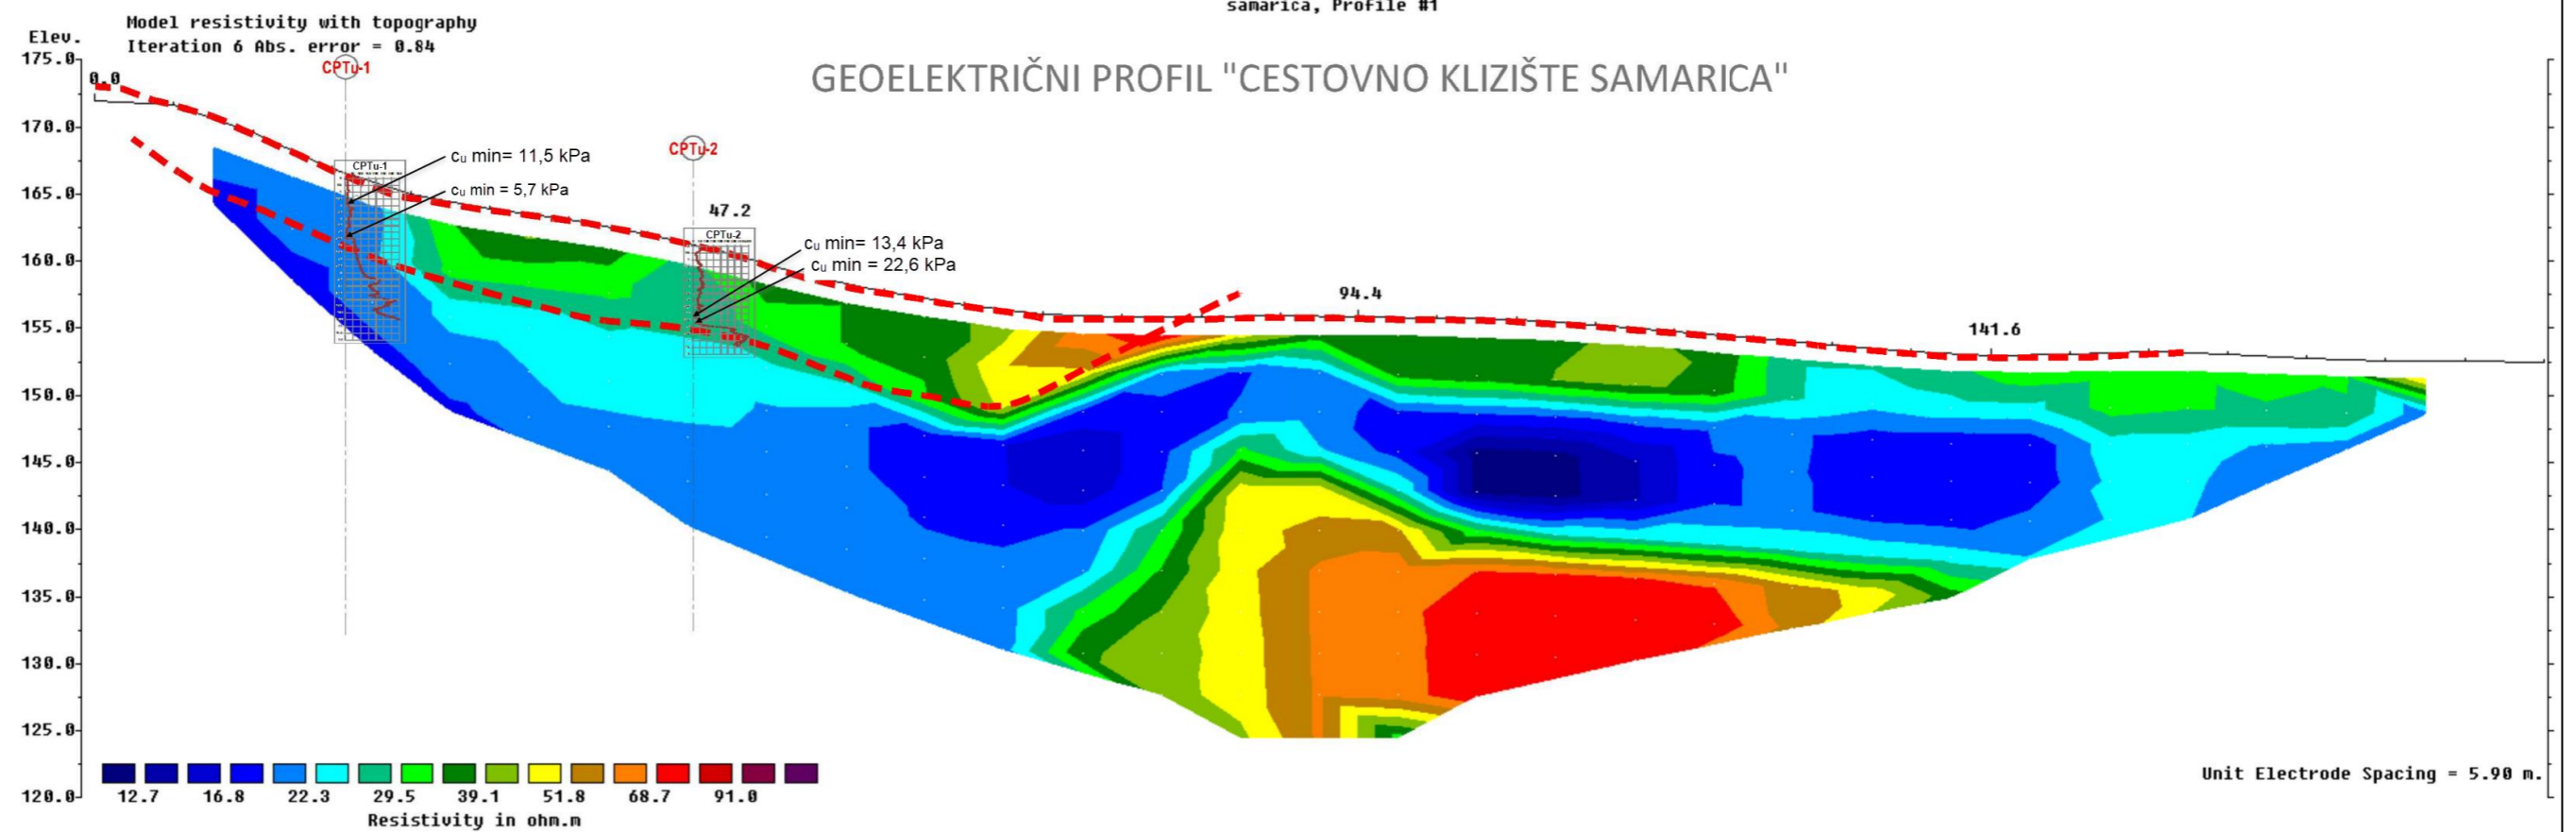 samarica, Profile #1
Model resistivity with topography
Iteration 6 Abs. error = 0.84
Elev.
GEOELEKTRIČNI PROFIL "CESTOVNO KLIZIŠTE SAMARICA"
CPTu-1
CPTu-2
0.0
47.2
94.4
141.6
CPTu-1
cu min= 11,5 kPa
cu min = 5,7 kPa
CPTu-2
cu min= 13,4 kPa
cu min = 22,6 kPa
175.0
170.0
165.0
160.0
155.0
150.0
145.0
140.0
135.0
130.0
125.0
120.0
12.7 16.8 22.3 29.5 39.1 51.8 68.7 91.0
Resistivity in ohm.m
Unit Electrode Spacing = 5.90 m.